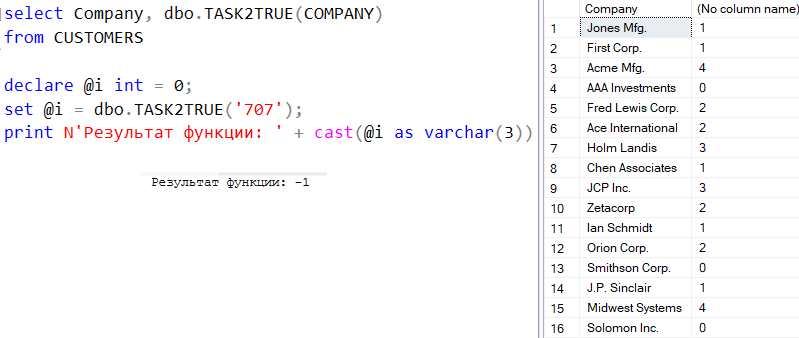 select Company, dbo.TASK2TRUE(COMPANY)
from CUSTOMERS
declare @i int = 0;
set @i = dbo.TASK2TRUE('707');
print N'Результат функции: ' + cast(@i as varchar(3))
Результат функции: -1
Company (No column name)
1 Jones Mfg. 1
2 First Corp. 1
3 Acme Mfg. 4
4 AAA Investments 0
5 Fred Lewis Corp. 2
6 Ace International 2
7 Holm Landis 3
8 Chen Associates 1
9 JCP Inc. 3
10 Zetacorp 2
11 Ian Schmidt 1
12 Orion Corp. 2
13 Smithson Corp. 0
14 J.P. Sinclair 1
15 Midwest Systems 4
16 Solomon Inc. 0